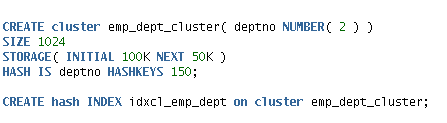 CREATE cluster emp_dept_cluster( deptno NUMBER( 2 ) )
SIZE 1024
STORAGE( INITIAL 100K NEXT 50K )
HASH IS deptno HASHKEYS 150;
CREATE hash INDEX idxcl_emp_dept on cluster emp_dept_cluster;